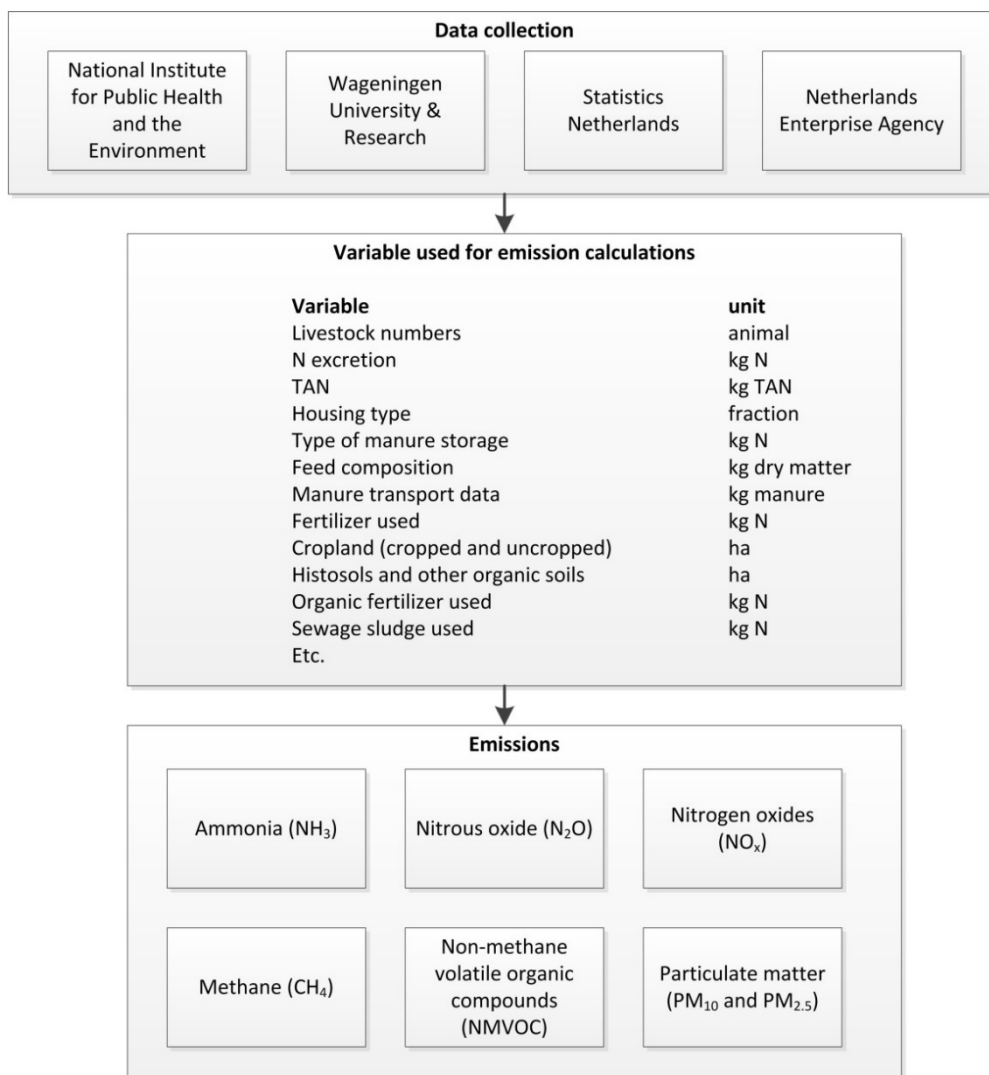 Data collection
National Institute
for Public Health
and the
Environment
Wageningen
University &
Research
Statistics
Netherlands
Netherlands
Enterprise Agency
Variable used for emission calculations
Variable unit
Livestock numbers animal
N excretion kg N
TAN kg TAN
Housing type fraction
Type of manure storage kg N
Feed composition kg dry matter
Manure transport data kg manure
Fertilizer used kg N
Cropland (cropped and uncropped) ha
Histosols and other organic soils ha
Organic fertilizer used kg N
Sewage sludge used kg N
Etc.
Emissions
Ammonia (NH₃)
Nitrous oxide (N₂O)
Nitrogen oxides
(NOₓ)
Methane (CH₄)
Non-methane
volatile organic
compounds
(NMVOC)
Particulate matter
(PM₁₀ and PM₂.₅)